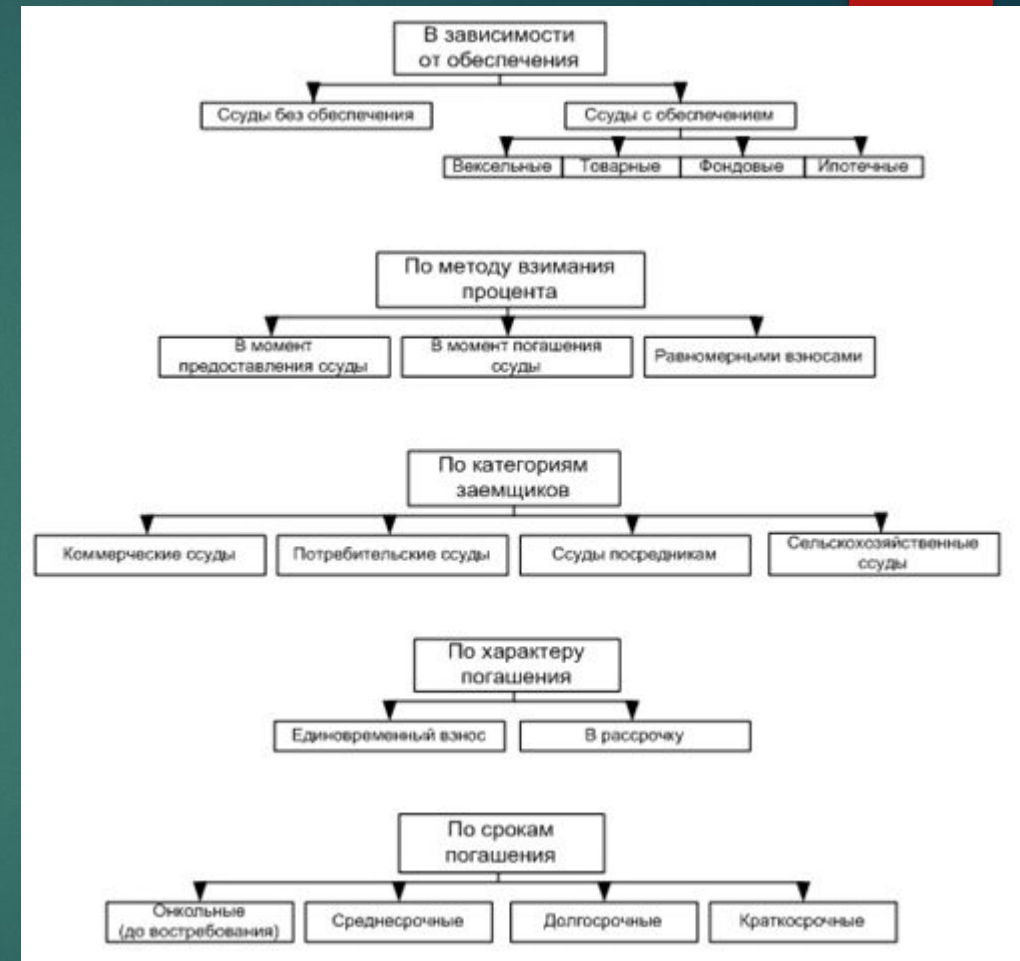 В зависимости
от обеспечения
Ссуды без обеспечения
Ссуды с обеспечением
Вексельные
Товарные
Фондовые
Ипотечные
По методу взимания
процента
В момент
предоставления ссуды
В момент погашения
ссуды
Равномерными взносами
По категориям
заемщиков
Коммерческие ссуды
Потребительские ссуды
Ссуды посредникам
Сельскохозяйственные
ссуды
По характеру
погашения
Единовременный взнос
В рассрочку
По срокам
погашения
Онкольные
(до востребования)
Среднесрочные
Долгосрочные
Краткосрочные